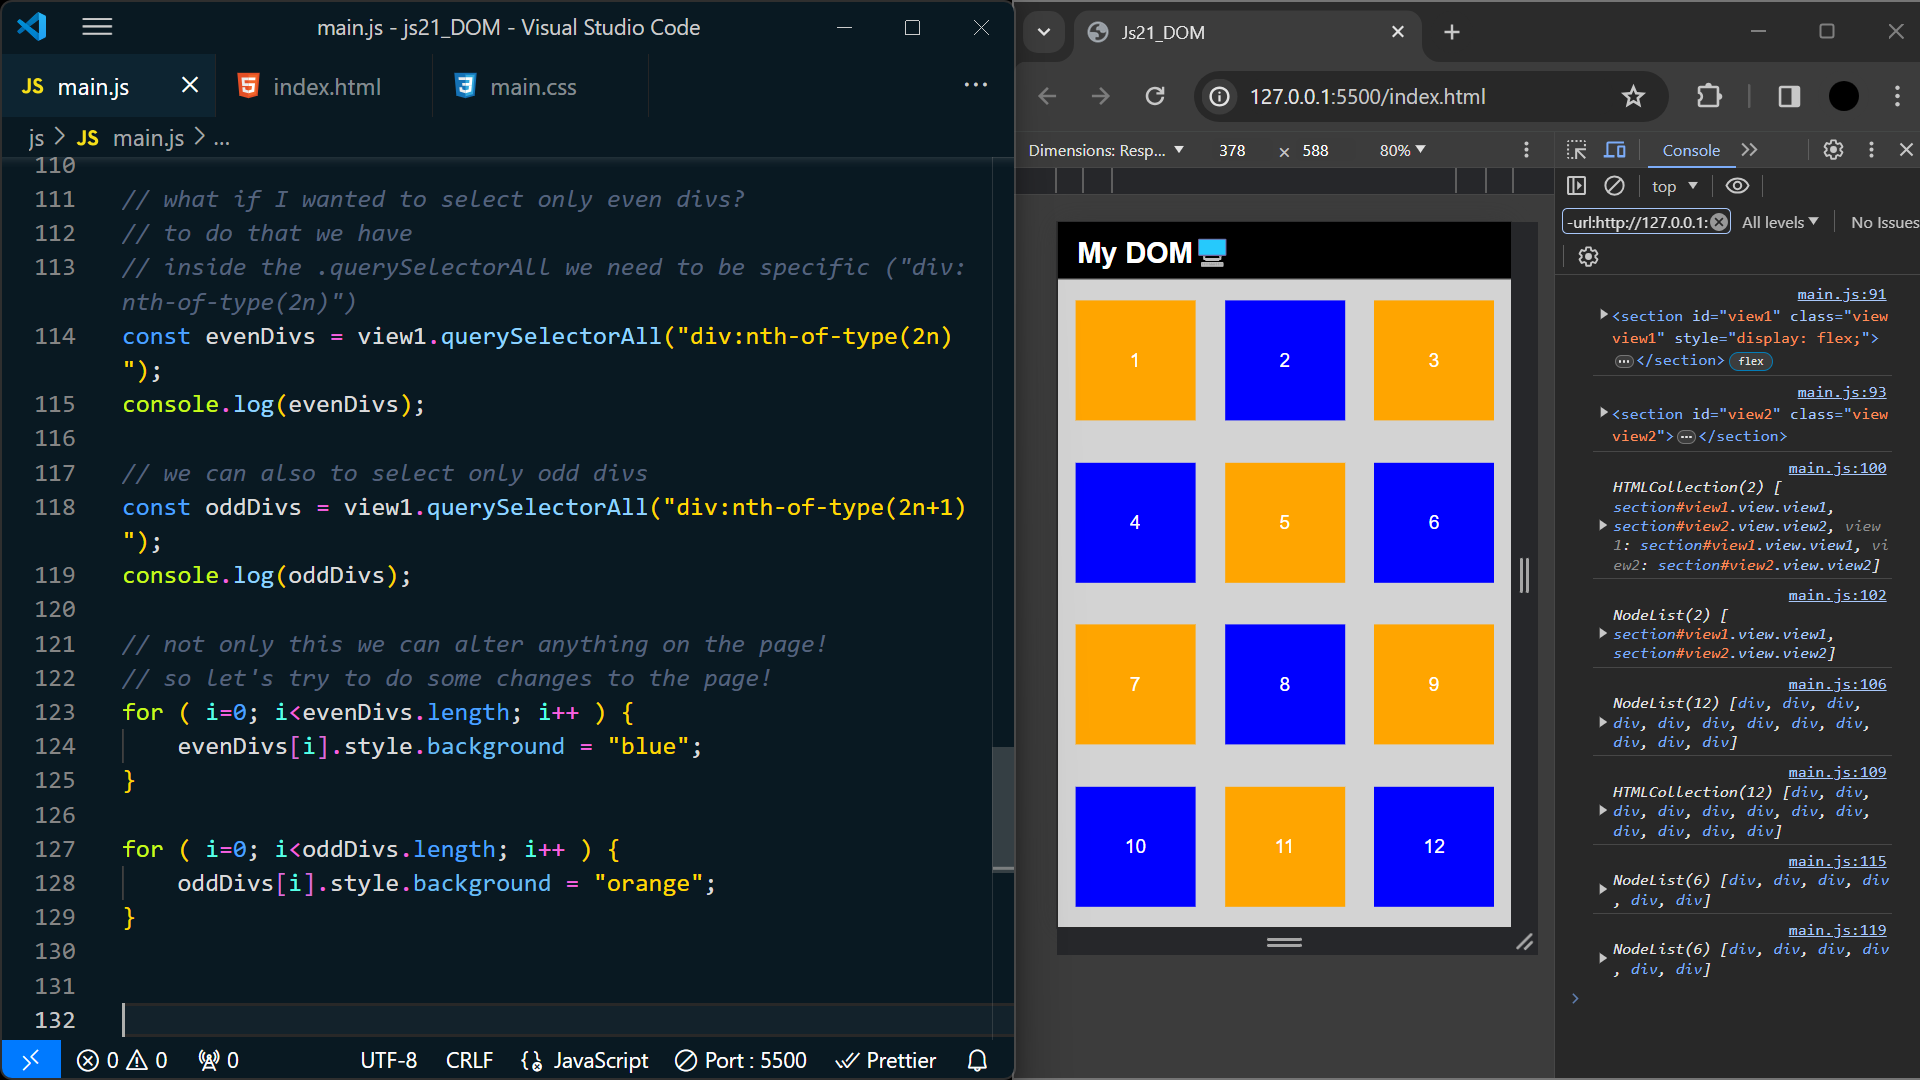 main.js - js21_DOM - Visual Studio Code
JS main.js
index.html
main.css
js > JS main.js > ...
110
111 // what if I wanted to select only even divs?
112 // to do that we have
113 // inside the .querySelectorAll we need to be specific ("div:
nth-of-type(2n)")
114 const evenDivs = view1.querySelectorAll("div:nth-of-type(2n)
");
115 console.log(evenDivs);
116
117 // we can also to select only odd divs
118 const oddDivs = view1.querySelectorAll("div:nth-of-type(2n+1)
");
119 console.log(oddDivs);
120
121 // not only this we can alter anything on the page!
122 // so let's try to do some changes to the page!
123 for ( i=0; i<evenDivs.length; i++ ) {
124 evenDivs[i].style.background = "blue";
125 }
126
127 for ( i=0; i<oddDivs.length; i++ ) {
128 oddDivs[i].style.background = "orange";
129 }
130
131
132
0 0 0 UTF-8 CRLF JavaScript Port : 5500 Prettier
Js21_DOM
127.0.0.1:5500/index.html
Dimensions: Resp... 378 × 588 80%
My DOM
1 2 3
4 5 6
7 8 9
10 11 12
Console
top
-url:http://127.0.0.1: All levels No Issues
main.js:91
<section id="view1" class="view
view1" style="display: flex;">
…</section> flex
main.js:93
<section id="view2" class="view
view2">…</section>
main.js:100
HTMLCollection(2) [
section#view1.view.view1,
section#view2.view.view2, view
1: section#view1.view.view1, vi
ew2: section#view2.view.view2]
main.js:102
NodeList(2) [
section#view1.view.view1,
section#view2.view.view2]
main.js:106
NodeList(12) [div, div, div,
div, div, div, div, div, div,
div, div, div]
main.js:109
HTMLCollection(12) [div, div,
div, div, div, div, div, div,
div, div, div, div]
main.js:115
NodeList(6) [div, div, div, div
, div, div]
main.js:119
NodeList(6) [div, div, div, div
, div, div]